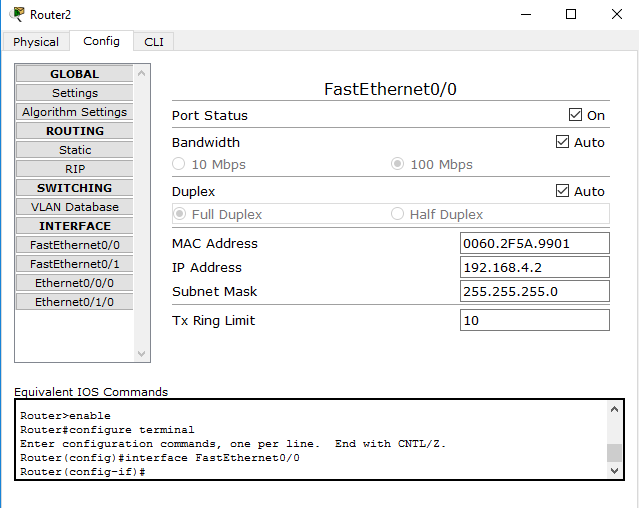 Router2
Physical Config CLI
GLOBAL
Settings
Algorithm Settings
ROUTING
Static
RIP
SWITCHING
VLAN Database
INTERFACE
FastEthernet0/0
FastEthernet0/1
Ethernet0/0/0
Ethernet0/1/0
FastEthernet0/0
Port Status On
Bandwidth Auto
10 Mbps 100 Mbps
Duplex Auto
Full Duplex Half Duplex
MAC Address 0060.2F5A.9901
IP Address 192.168.4.2
Subnet Mask 255.255.255.0
Tx Ring Limit 10
Equivalent IOS Commands
Router>enable
Router#configure terminal
Enter configuration commands, one per line.  End with CNTL/Z.
Router(config)#interface FastEthernet0/0
Router(config-if)#